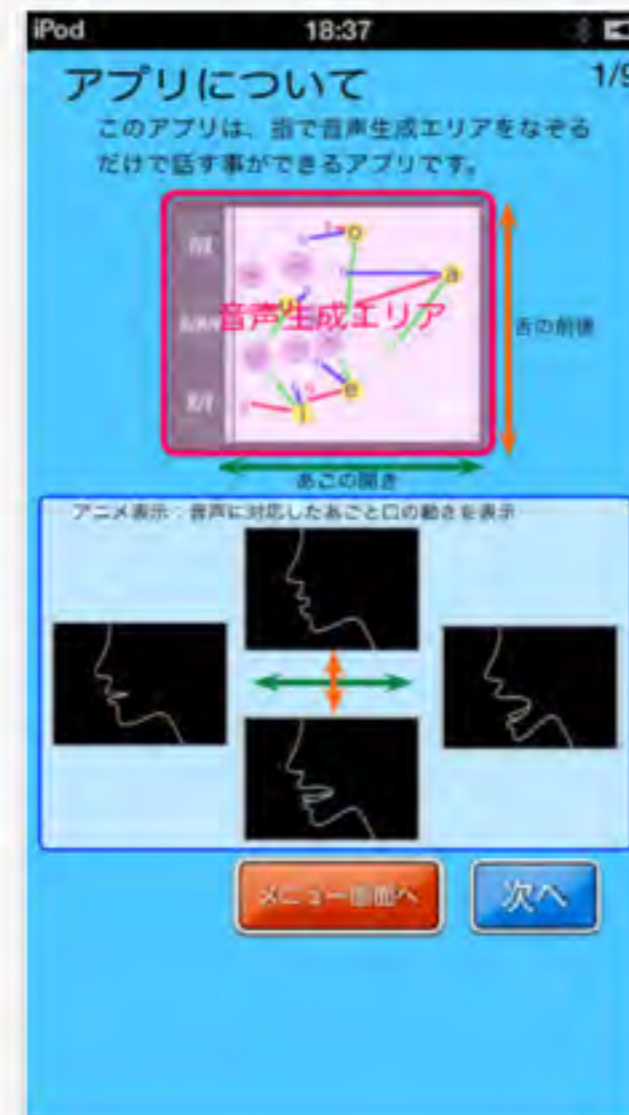 iPod 18:37
アプリについて
1/9
このアプリは、指で音声生成エリアをなぞる
だけで話す事ができるアプリです。
o
a
音声生成エリア
e
i
舌の前後
あごの開き
アニメ表示：音声に対応したあごと口の動きを表示
メニュー画面へ
次へ